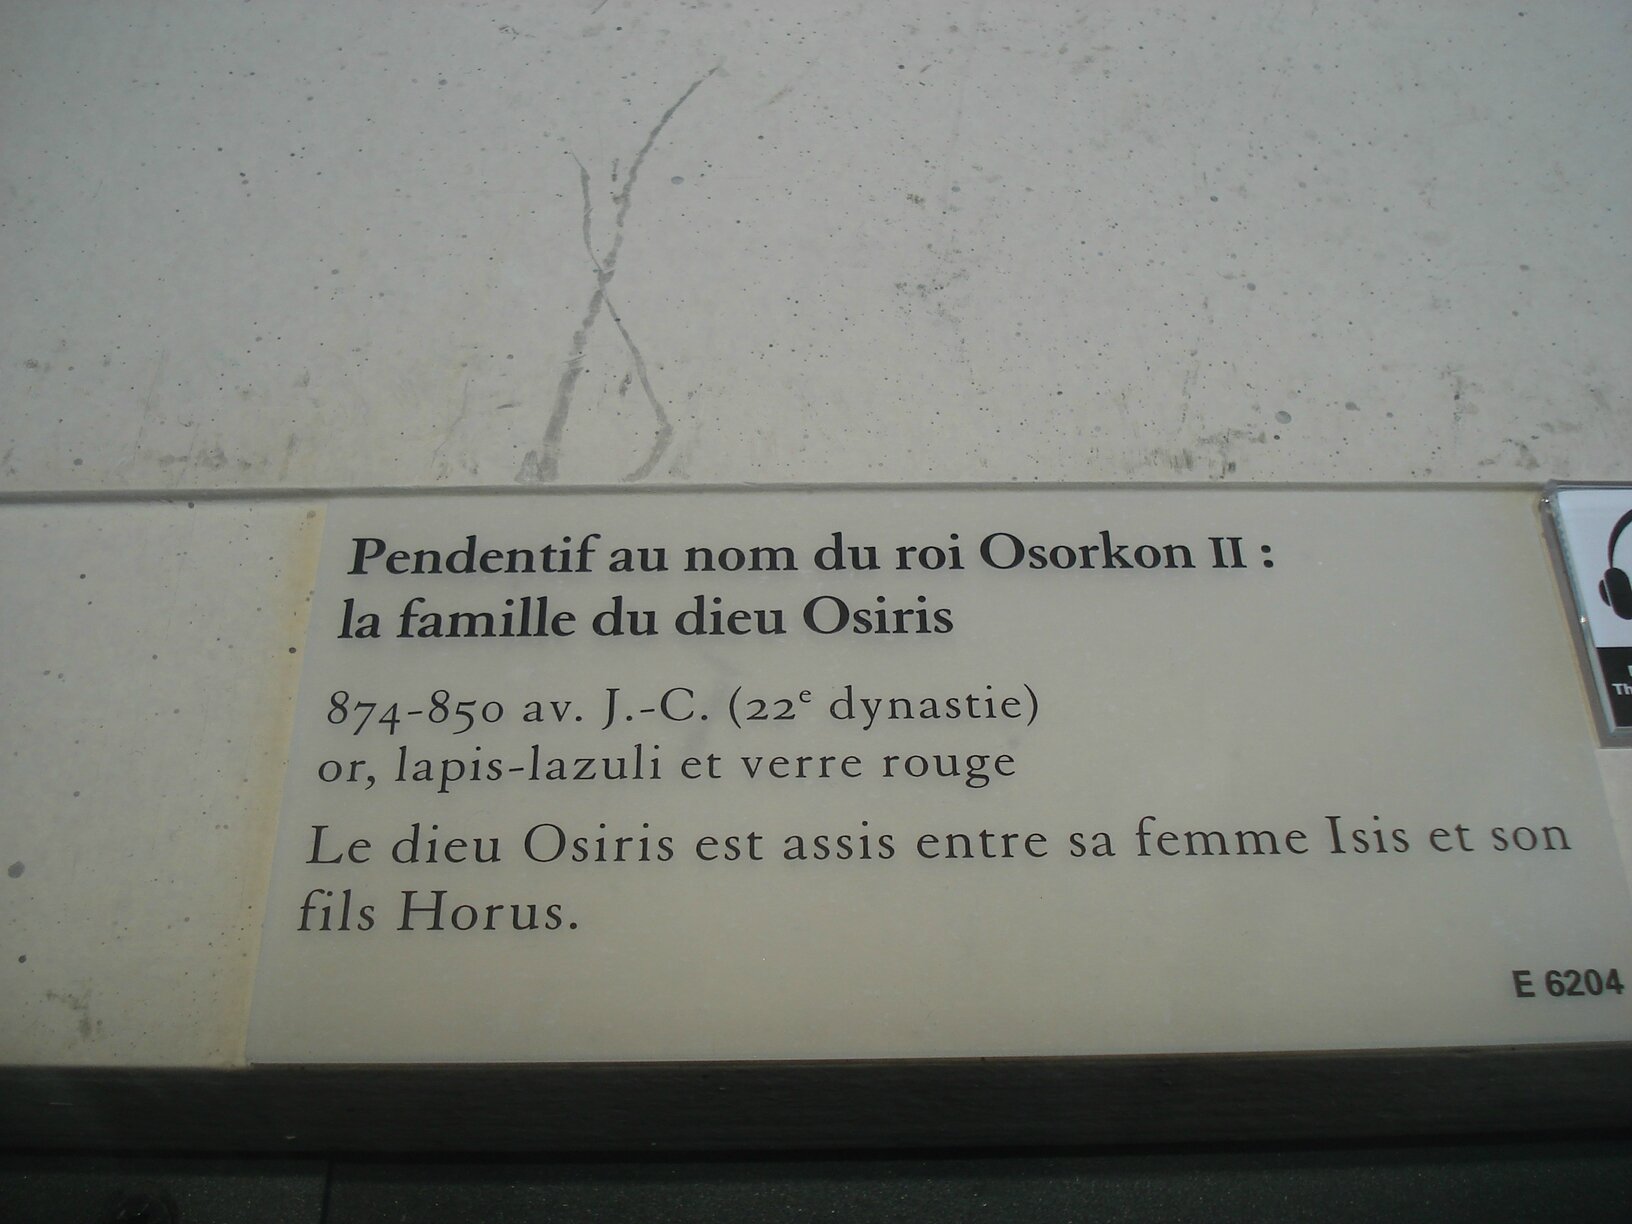 Pendentif au nom du roi Osorkon II :
la famille du dieu Osiris
874-850 av. J.-C. (22e dynastie)
or, lapis-lazuli et verre rouge
Le dieu Osiris est assis entre sa femme Isis et son
fils Horus.
E 6204